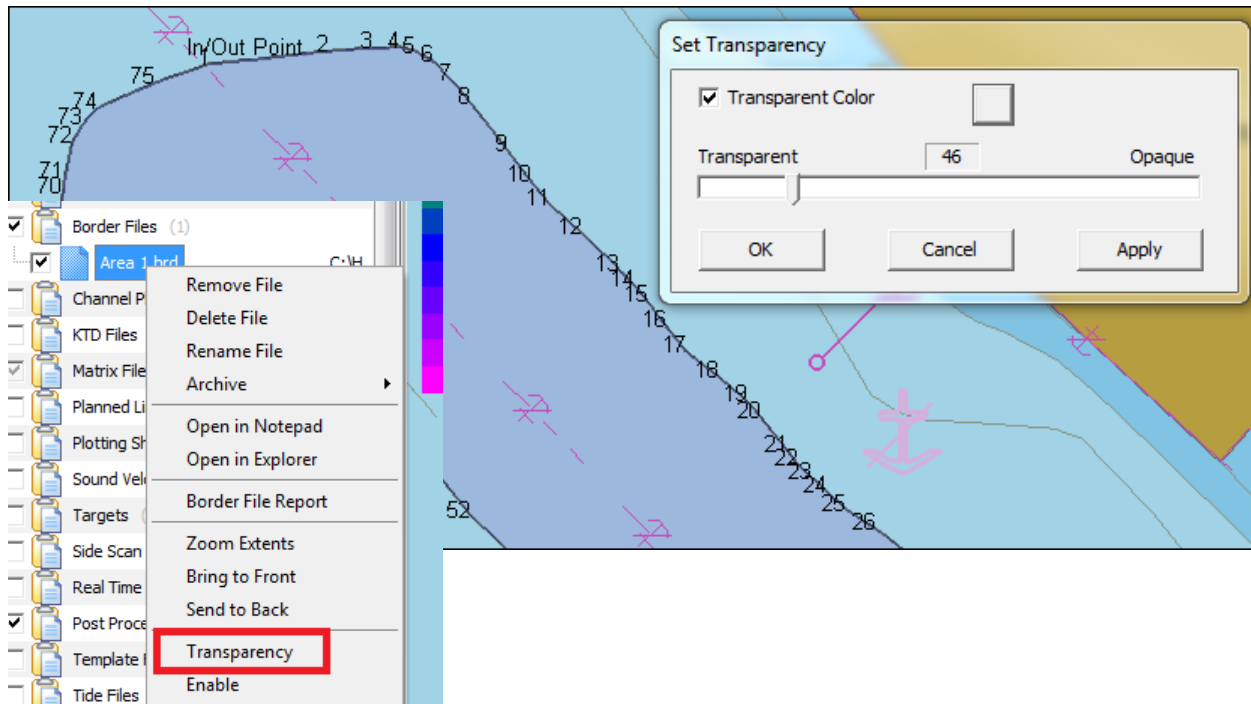 In/Out Point 2 3 4 5 6
7
8
9
10
11
12
13
14
15
16
17
18
19
20
21
22
23
24
25
26
52
75
74
73
72
71
70
Set Transparency
Transparent Color
Transparent 46 Opaque
OK Cancel Apply
Border Files (1)
Area 1.brd C:\H
Channel P
KTD Files
Matrix File
Planned Li
Plotting Sh
Sound Vel
Targets
Side Scan
Real Time
Post Proce
Template
Tide Files
Remove File
Delete File
Rename File
Archive
Open in Notepad
Open in Explorer
Border File Report
Zoom Extents
Bring to Front
Send to Back
Transparency
Enable